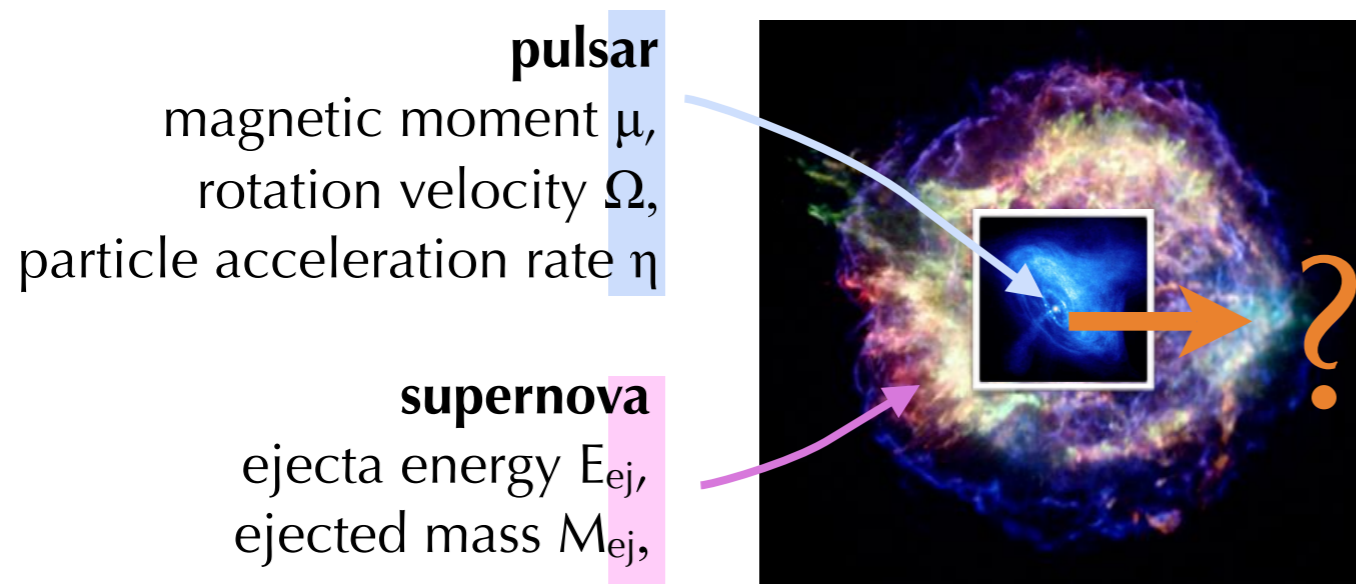 pulsar
magnetic moment μ,
rotation velocity Ω,
particle acceleration rate η
supernova
ejecta energy Eej,
ejected mass Mej,
?